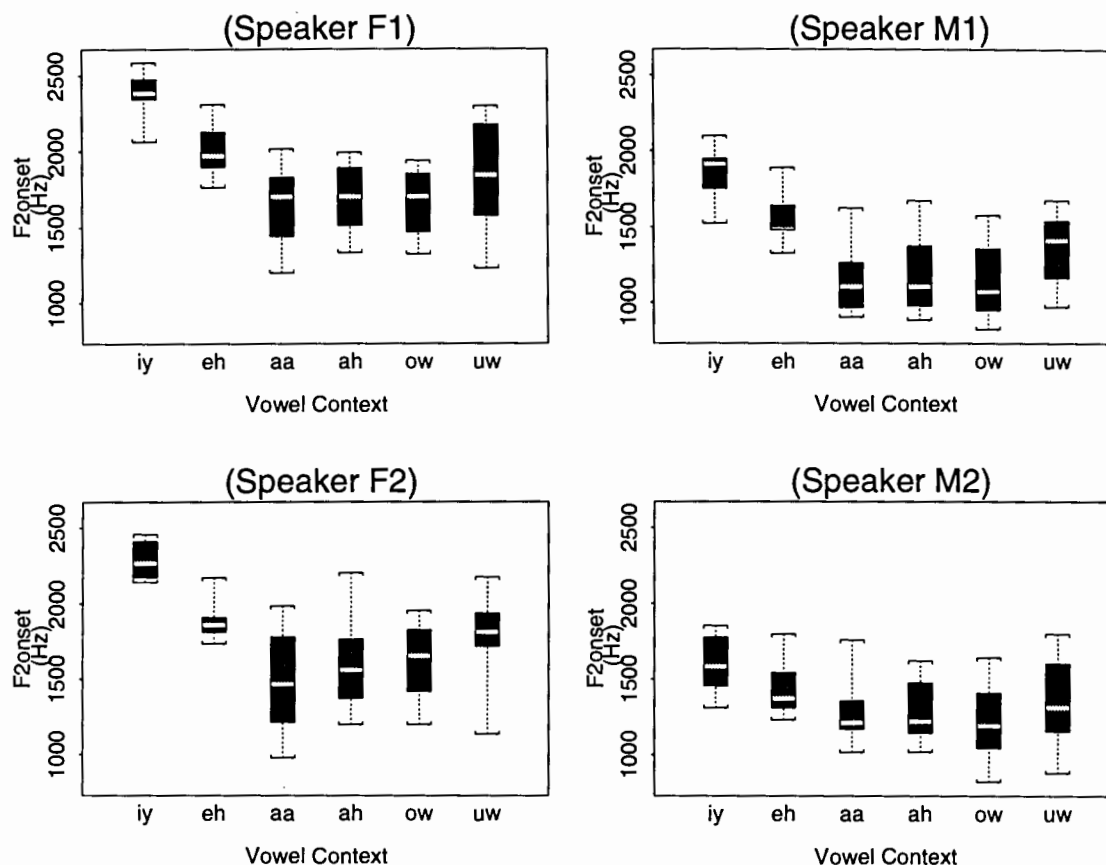 (Speaker F1)
F2onset
(Hz)
2500
2000
1500
1000
iy eh aa ah ow uw
Vowel Context
(Speaker M1)
F2onset
(Hz)
2500
2000
1500
1000
iy eh aa ah ow uw
Vowel Context
(Speaker F2)
F2onset
(Hz)
2500
2000
1500
1000
iy eh aa ah ow uw
Vowel Context
(Speaker M2)
F2onset
(Hz)
2500
2000
1500
1000
iy eh aa ah ow uw
Vowel Context